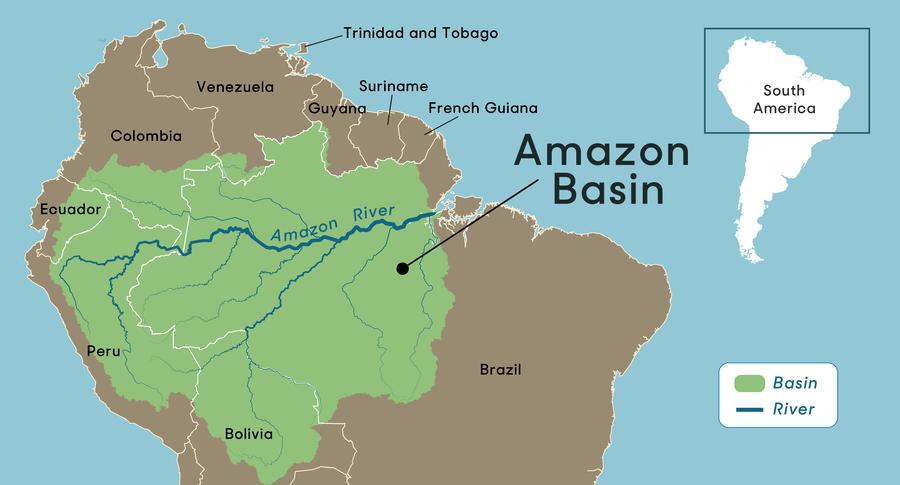 Trinidad and Tobago
Venezuela
Suriname
Guyana
French Guiana
Colombia
Amazon
Basin
South
America
Ecuador
Amazon River
Peru
Brazil
Bolivia
Basin
River